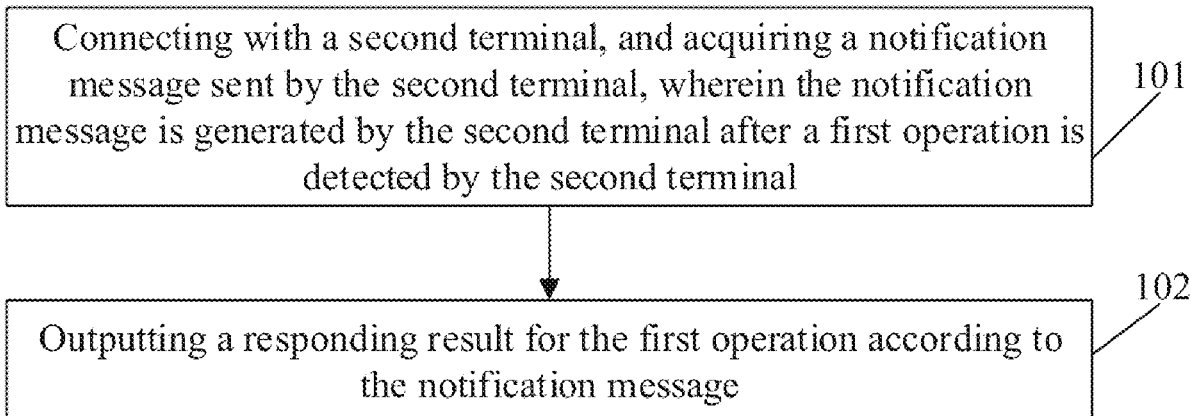 Connecting with a second terminal, and acquiring a notification
message sent by the second terminal, wherein the notification
message is generated by the second terminal after a first operation is
detected by the second terminal
101
102
Outputting a responding result for the first operation according to
the notification message